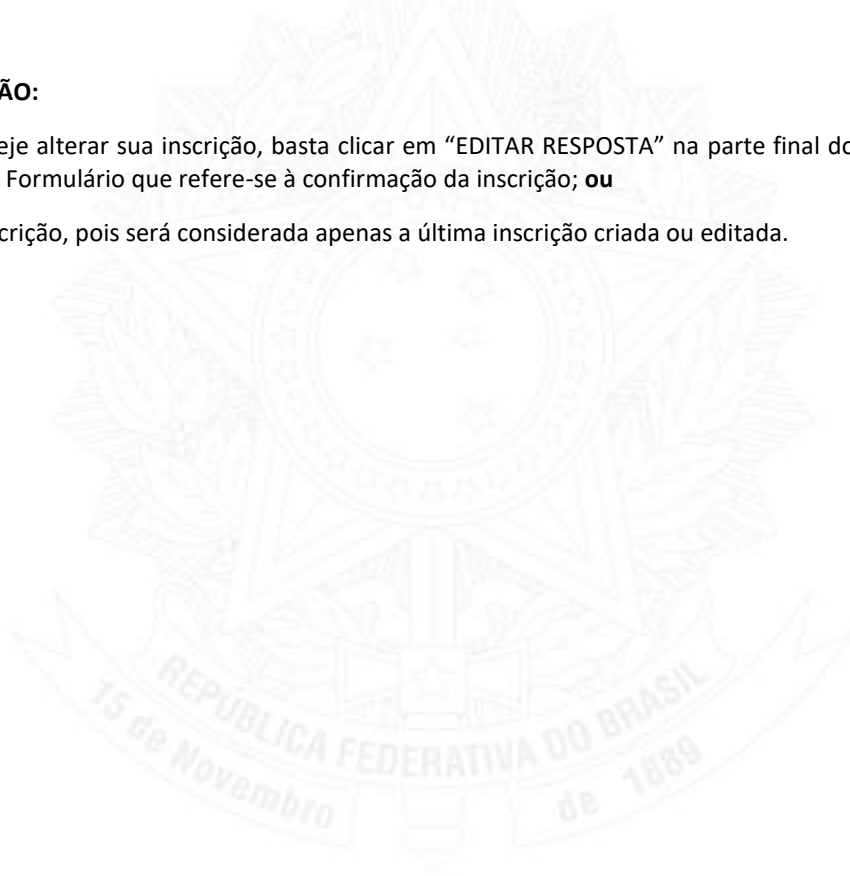 ÃO:
eje alterar sua inscrição, basta clicar em “EDITAR RESPOSTA” na parte final do
Formulário que refere-se à confirmação da inscrição; ou
crição, pois será considerada apenas a última inscrição criada ou editada.
REPÚBLICA FEDERATIVA DO BRASIL
15 de Novembro de 1889